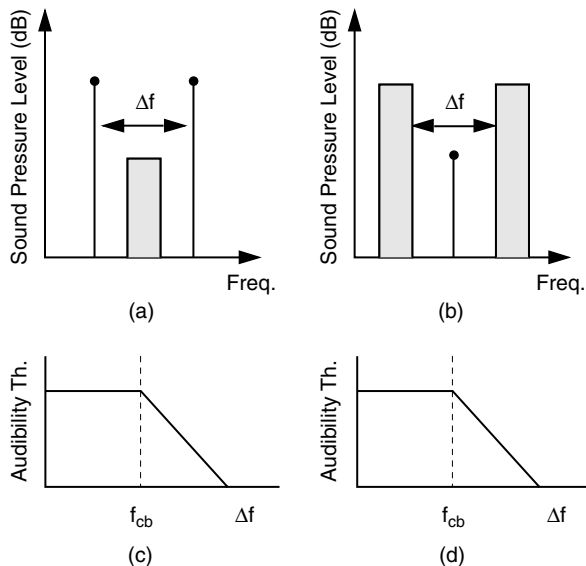 Sound Pressure Level (dB)
Δf
Freq.
(a)
Sound Pressure Level (dB)
Δf
Freq.
(b)
Audibility Th.
fcb
Δf
(c)
Audibility Th.
fcb
Δf
(d)